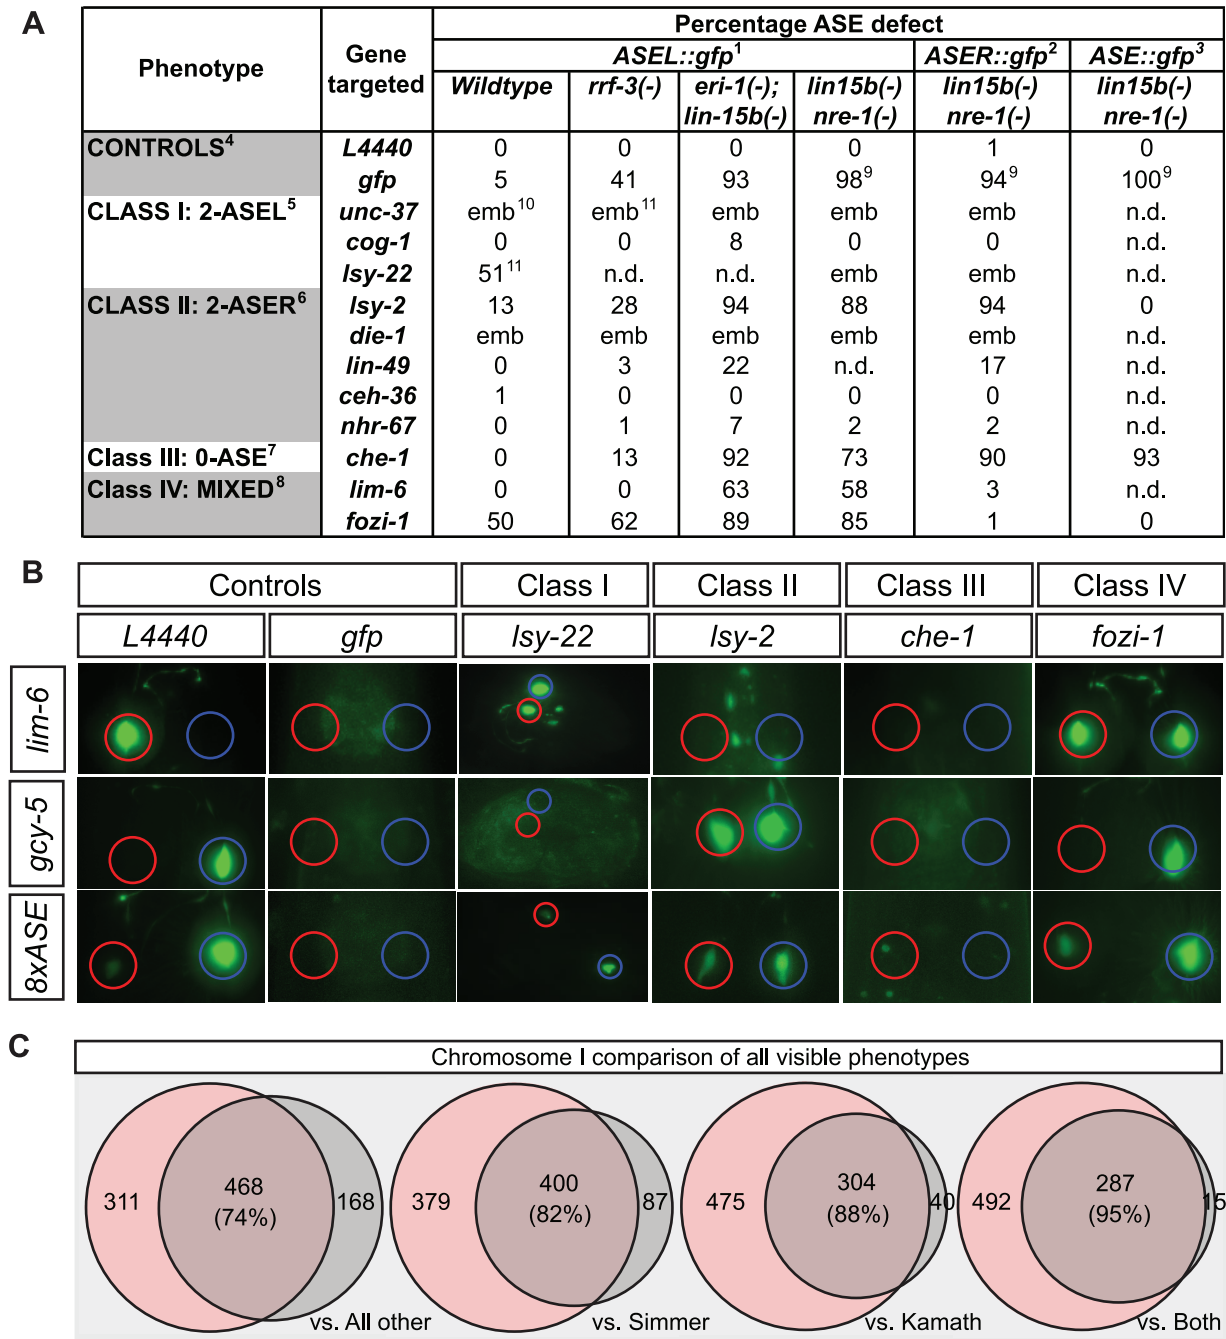 A
Phenotype
Gene targeted
Percentage ASE defect
ASEL::gfp1 ASER::gfp2 ASE::gfp3
Wildtype rrf-3(-) eri-1(-); lin-15b(-) lin15b(-) nre-1(-) lin15b(-) nre-1(-) lin15b(-) nre-1(-)
CONTROLS4 L4440 0 0 0 0 1 0
gfp 5 41 93 989 949 1009
CLASS I: 2-ASEL5 unc-37 emb10 emb11 emb emb emb n.d.
cog-1 0 0 8 0 0 n.d.
lsy-22 5111 n.d. n.d. emb emb n.d.
CLASS II: 2-ASER6 lsy-2 13 28 94 88 94 0
die-1 emb emb emb emb emb n.d.
lin-49 0 3 22 n.d. 17 n.d.
ceh-36 1 0 0 0 0 n.d.
nhr-67 0 1 7 2 2 n.d.
Class III: 0-ASE7 che-1 0 13 92 73 90 93
Class IV: MIXED8 lim-6 0 0 63 58 3 n.d.
fozi-1 50 62 89 85 1 0
B
Controls Class I Class II Class III Class IV
L4440 gfp lsy-22 lsy-2 che-1 fozi-1
lim-6
gcy-5
8xASE
C
Chromosome I comparison of all visible phenotypes
311 468 (74%) 168 vs. All other
379 400 (82%) 87 vs. Simmer
475 304 (88%) 40 vs. Kamath
492 287 (95%) 15 vs. Both